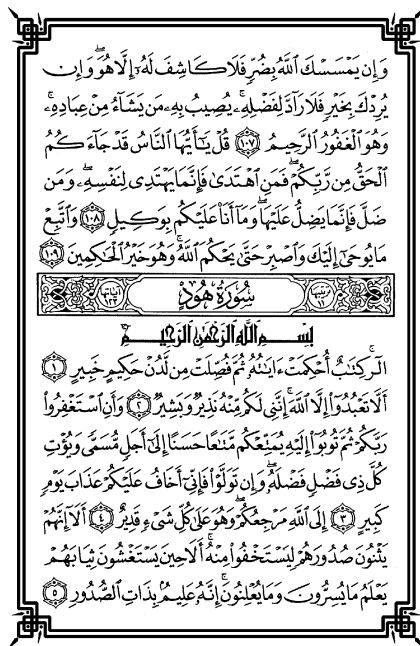 وَإِن يَمْسَسْكَ ٱللَّهُ بِضُرٍّ فَلَا كَاشِفَ لَهُۥٓ إِلَّا هُوَ ۖ وَإِن
يُرِدْكَ بِخَيْرٍ فَلَا رَآدَّ لِفَضْلِهِۦ ۚ يُصِيبُ بِهِۦ مَن يَشَآءُ مِنْ عِبَادِهِۦ ۚ
وَهُوَ ٱلْغَفُورُ ٱلرَّحِيمُ ١٠٧ قُلْ يَٰٓأَيُّهَا ٱلنَّاسُ قَدْ جَآءَكُمُ
ٱلْحَقُّ مِن رَّبِّكُمْ ۖ فَمَنِ ٱهْتَدَىٰ فَإِنَّمَا يَهْتَدِى لِنَفْسِهِۦ ۖ وَمَن
ضَلَّ فَإِنَّمَا يَضِلُّ عَلَيْهَا ۖ وَمَآ أَنَا۠ عَلَيْكُم بِوَكِيلٍ ١٠٨ وَٱتَّبِعْ
مَا يُوحَىٰٓ إِلَيْكَ وَٱصْبِرْ حَتَّىٰ يَحْكُمَ ٱللَّهُ ۚ وَهُوَ خَيْرُ ٱلْحَٰكِمِينَ ١٠٩
سُورَةُ هُودٍ
بِسْمِ ٱللَّهِ ٱلرَّحْمَٰنِ ٱلرَّحِيمِ
الٓر ۚ كِتَٰبٌ أُحْكِمَتْ ءَايَٰتُهُۥ ثُمَّ فُصِّلَتْ مِن لَّدُنْ حَكِيمٍ خَبِيرٍ ١
أَلَّا تَعْبُدُوٓا۟ إِلَّا ٱللَّهَ ۚ إِنَّنِى لَكُم مِّنْهُ نَذِيرٌ وَبَشِيرٌ ٢ وَأَنِ ٱسْتَغْفِرُوا۟
رَبَّكُمْ ثُمَّ تُوبُوٓا۟ إِلَيْهِ يُمَتِّعْكُم مَّتَٰعًا حَسَنًا إِلَىٰٓ أَجَلٍ مُّسَمًّى وَيُؤْتِ
كُلَّ ذِى فَضْلٍ فَضْلَهُۥ ۖ وَإِن تَوَلَّوْا۟ فَإِنِّىٓ أَخَافُ عَلَيْكُمْ عَذَابَ يَوْمٍ
كَبِيرٍ ٣ إِلَى ٱللَّهِ مَرْجِعُكُمْ ۖ وَهُوَ عَلَىٰ كُلِّ شَىْءٍ قَدِيرٌ ٤ أَلَآ إِنَّهُمْ
يَثْنُونَ صُدُورَهُمْ لِيَسْتَخْفُوا۟ مِنْهُ ۚ أَلَا حِينَ يَسْتَغْشُونَ ثِيَابَهُمْ
يَعْلَمُ مَا يُسِرُّونَ وَمَا يُعْلِنُونَ ۚ إِنَّهُۥ عَلِيمٌۢ بِذَاتِ ٱلصُّدُورِ ٥